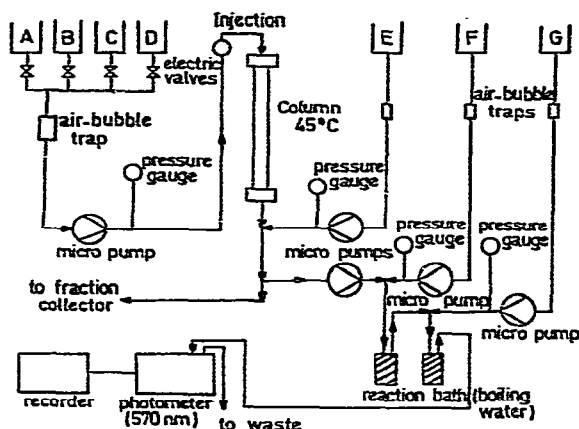 Injection
A B C D E F G
electric
valves
air-bubble
trap
Column
45°C
air-bubble
traps
pressure
gauge
pressure
gauge
pressure
gauge
pressure
gauge
micro pump
micro pumps
micro pump
micro pump
to fraction
collector
reaction bath (boiling
water)
recorder
photometer
(570 nm)
to waste